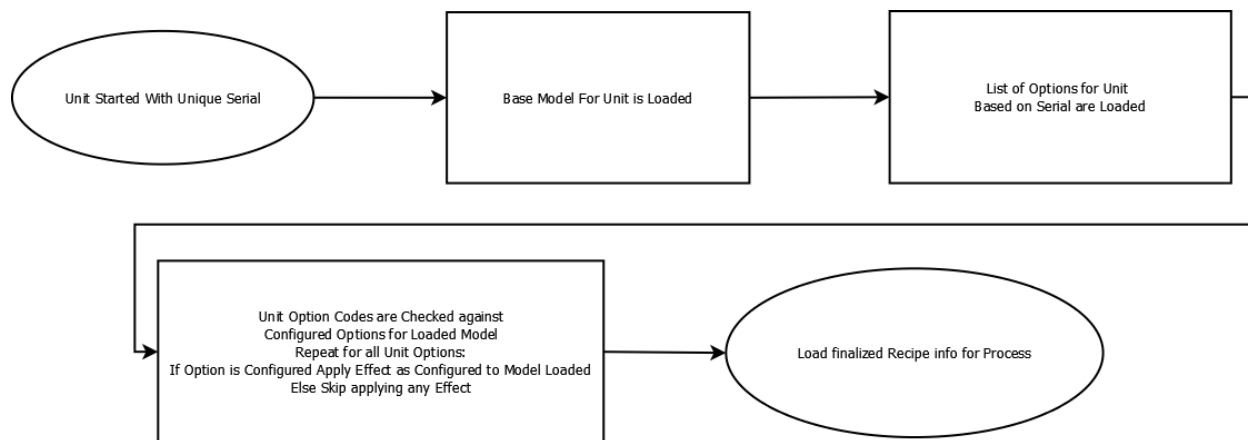 Unit Started With Unique Serial
Base Model For Unit is Loaded
List of Options for Unit
Based on Serial are Loaded
Unit Option Codes are Checked against
Configured Options for Loaded Model
Repeat for all Unit Options:
If Option is Configured Apply Effect as Configured to Model Loaded
Else Skip applying any Effect
Load finalized Recipe info for Process